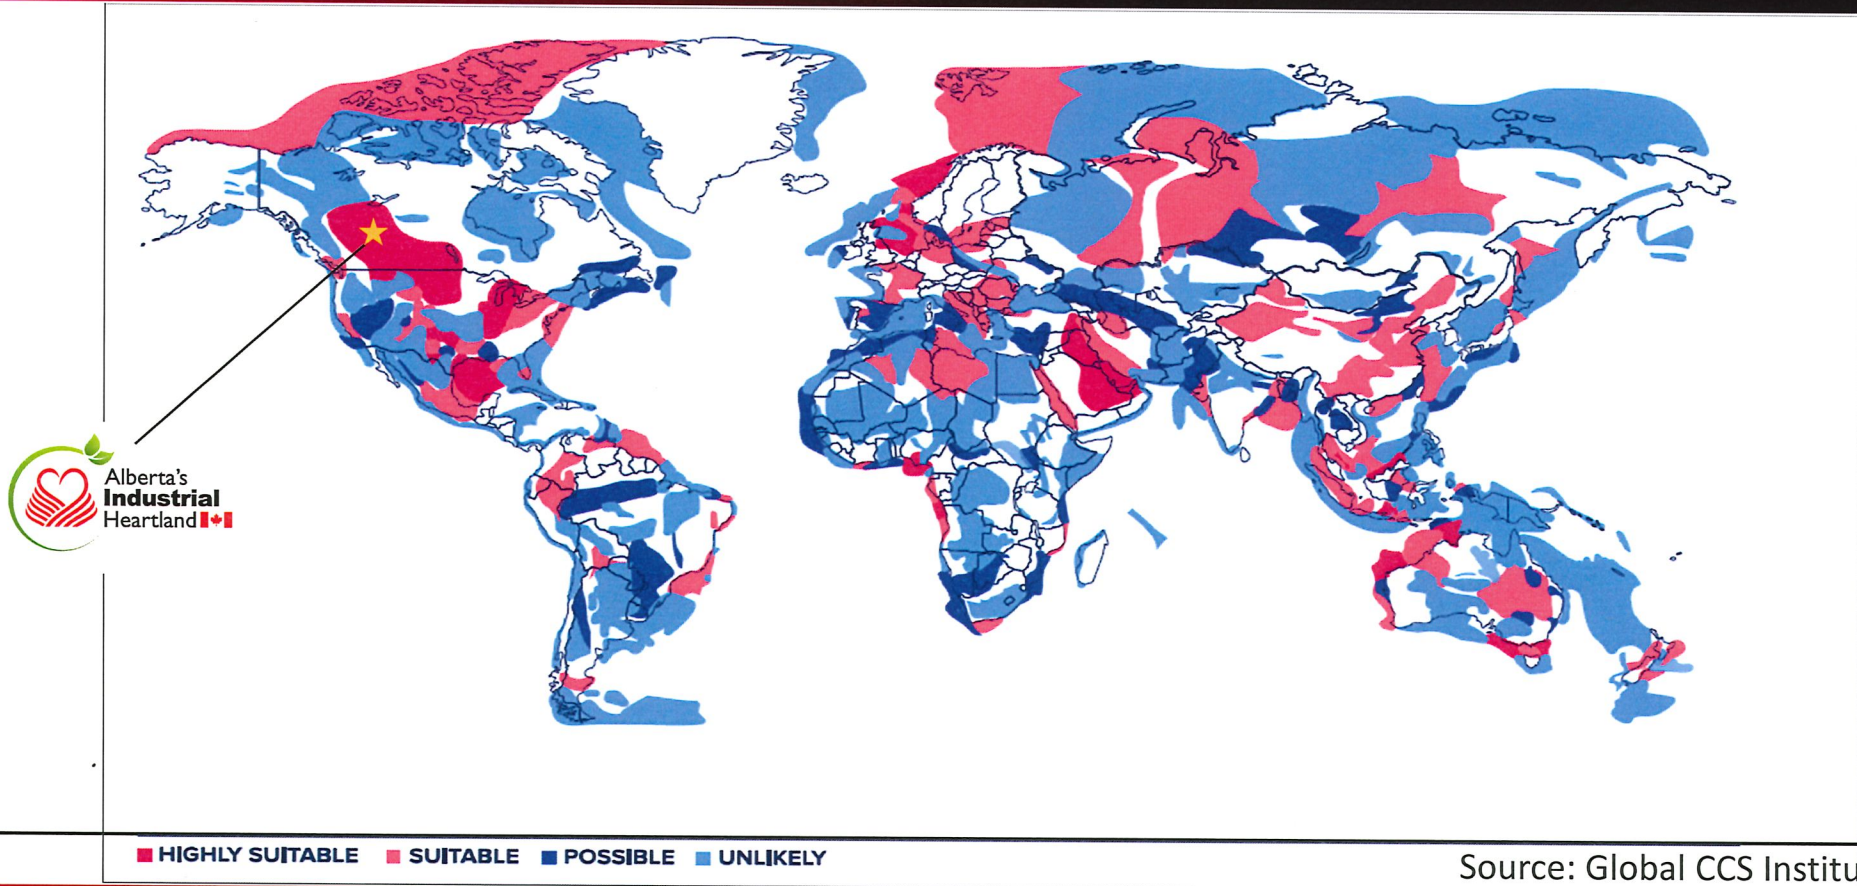 Alberta's
Industrial
Heartland
HIGHLY SUITABLE SUITABLE POSSIBLE UNLIKELY
Source: Global CCS Institu